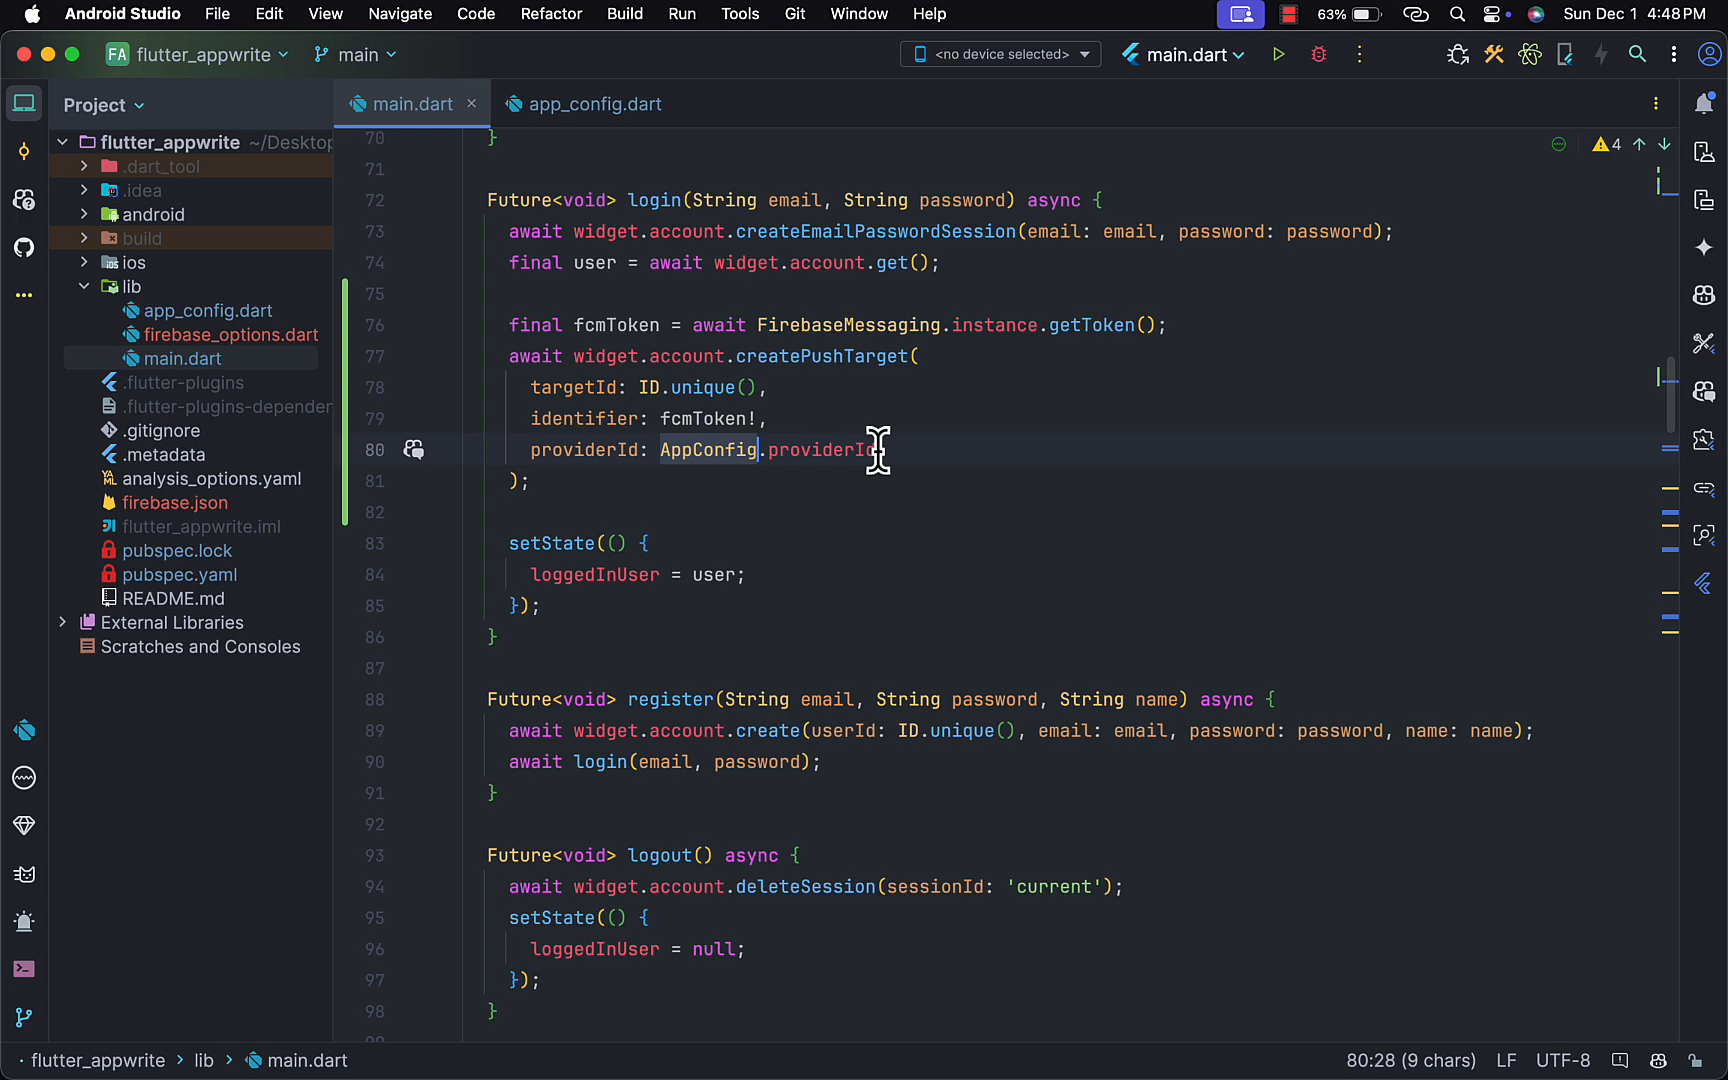 Android Studio File Edit View Navigate Code Refactor Build Run Tools Git Window Help 63% Sun Dec 1 4:48 PM
FA flutter_appwrite main <no device selected> main.dart
Project main.dart app_config.dart
flutter_appwrite ~/Desktop
.dart_tool
.idea
android
build
ios
lib
app_config.dart
firebase_options.dart
main.dart
.flutter-plugins
.flutter-plugins-depender
.gitignore
.metadata
analysis_options.yaml
firebase.json
flutter_appwrite.iml
pubspec.lock
pubspec.yaml
README.md
External Libraries
Scratches and Consoles
4
70 }
71
72 Future<void> login(String email, String password) async {
73 await widget.account.createEmailPasswordSession(email: email, password: password);
74 final user = await widget.account.get();
75
76 final fcmToken = await FirebaseMessaging.instance.getToken();
77 await widget.account.createPushTarget(
78 targetId: ID.unique(),
79 identifier: fcmToken!,
80 providerId: AppConfig.providerId
81 );
82
83 setState(() {
84 loggedInUser = user;
85 });
86 }
87
88 Future<void> register(String email, String password, String name) async {
89 await widget.account.create(userId: ID.unique(), email: email, password: password, name: name);
90 await login(email, password);
91 }
92
93 Future<void> logout() async {
94 await widget.account.deleteSession(sessionId: 'current');
95 setState(() {
96 loggedInUser = null;
97 });
98 }
flutter_appwrite > lib > main.dart 80:28 (9 chars) LF UTF-8